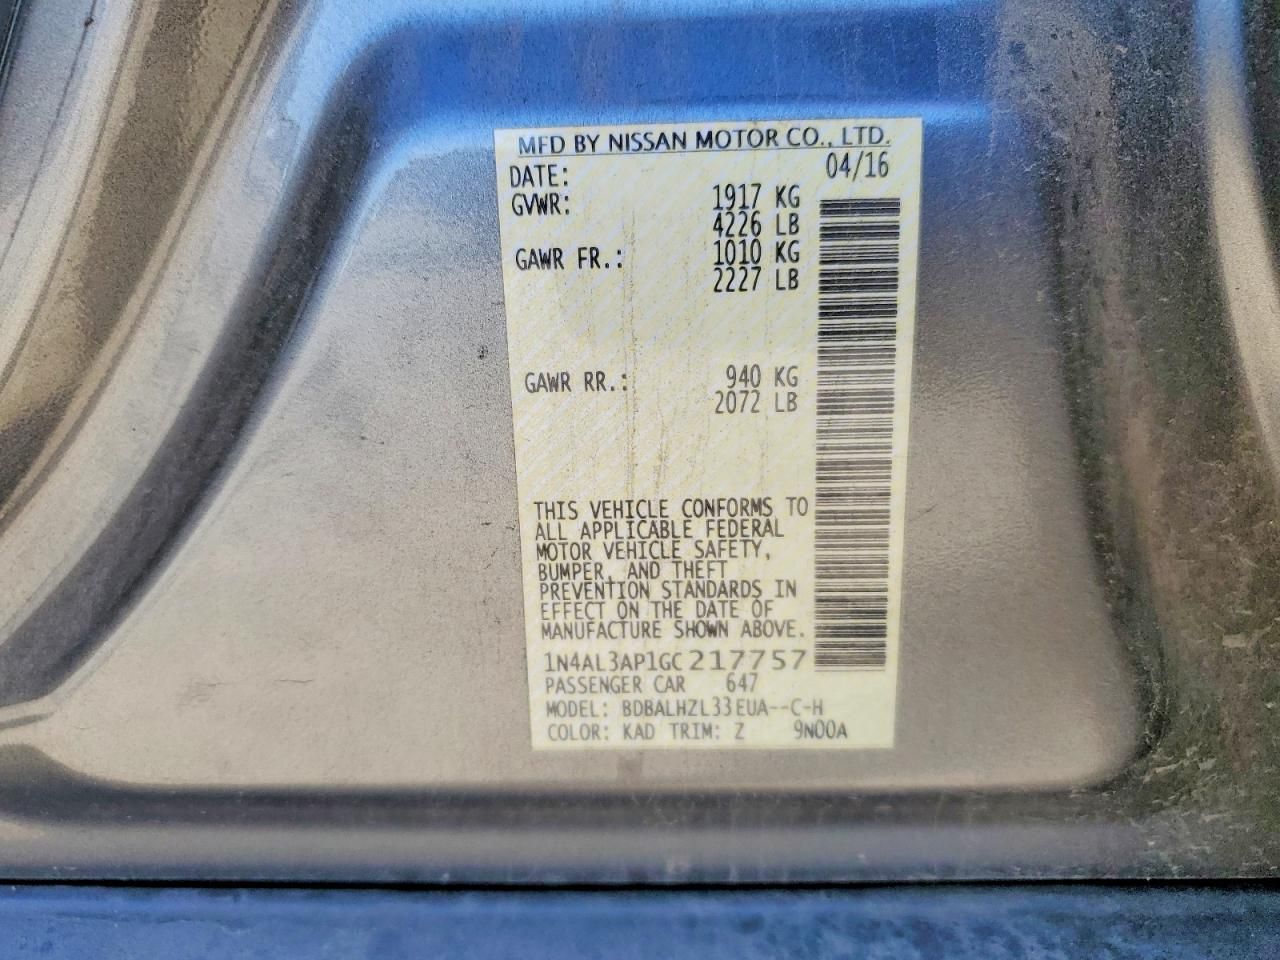 MFD BY NISSAN MOTOR CO., LTD.
DATE: 04/16
GVWR: 1917 KG
4226 LB
GAWR FR.: 1010 KG
2227 LB
GAWR RR.: 940 KG
2072 LB
THIS VEHICLE CONFORMS TO
ALL APPLICABLE FEDERAL
MOTOR VEHICLE SAFETY,
BUMPER, AND THEFT
PREVENTION STANDARDS IN
EFFECT ON THE DATE OF
MANUFACTURE SHOWN ABOVE.
1N4AL3AP1GC217757
PASSENGER CAR 647
MODEL: BDBALHZL33EUA--C-H
COLOR: KAD TRIM: Z 9N00A